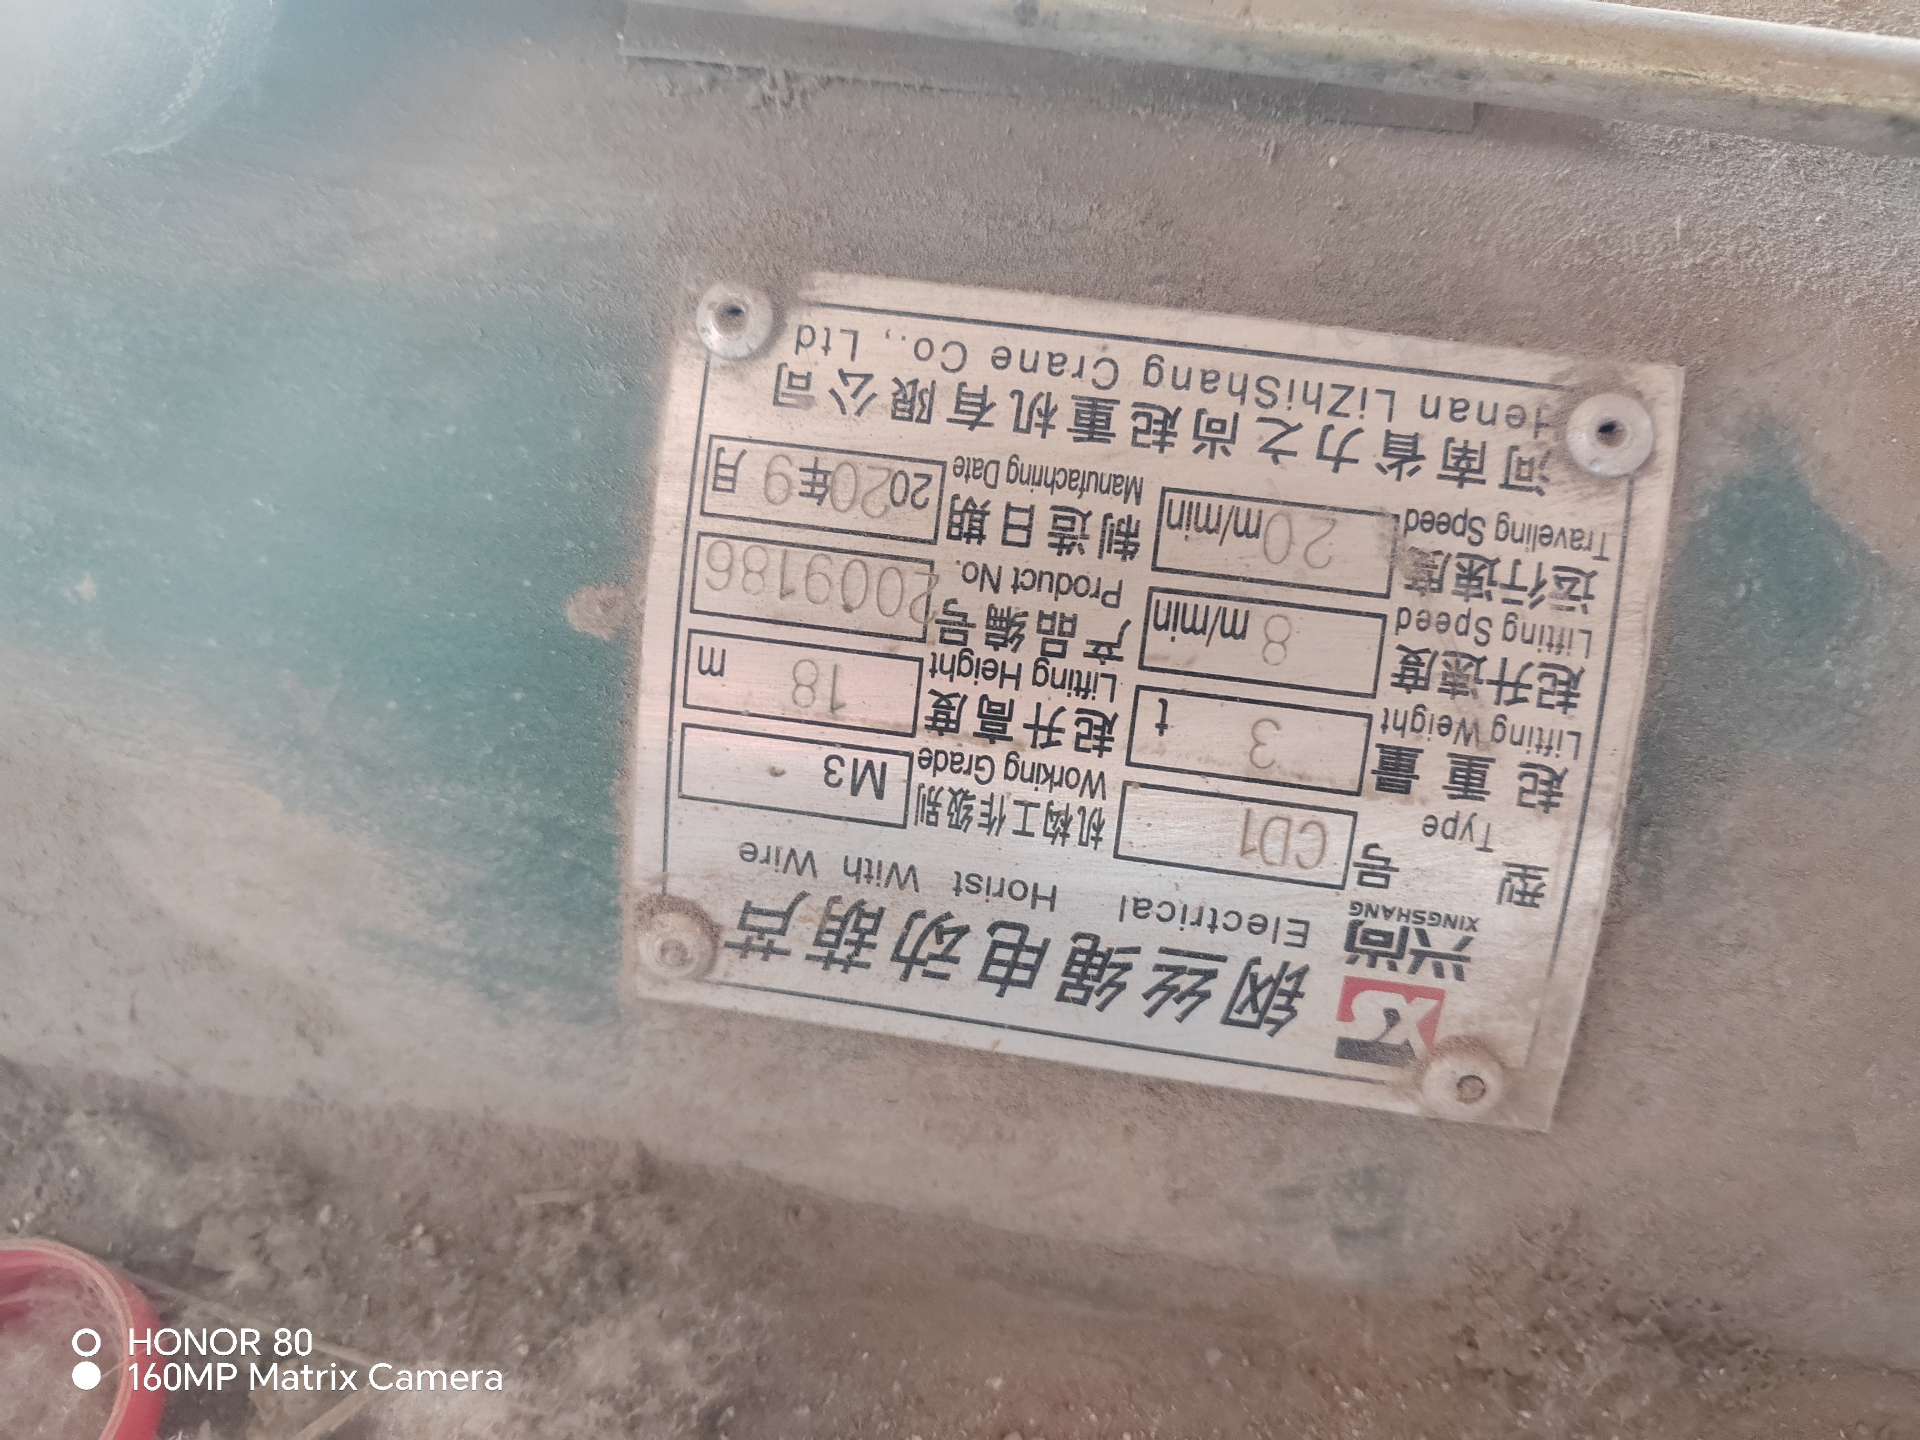 XS
兴尚
XINGSHANG
钢丝绳电动葫芦
Electrical Horist With Wire
型号 CD1
Type
机构工作级别 M3
Working Grade
起重量 3 t
Lifting Weight
起升高度 18 m
Lifting Height
起升速度 8 m/min
Lifting Speed
产品编号 2009186
Product No.
运行速度 20 m/min
Traveling Speed
制造日期 2020年9月
Manufachring Date
河南省力之尚起重机有限公司
Henan LiZhiShang Crane Co., Ltd
HONOR 80
160MP Matrix Camera